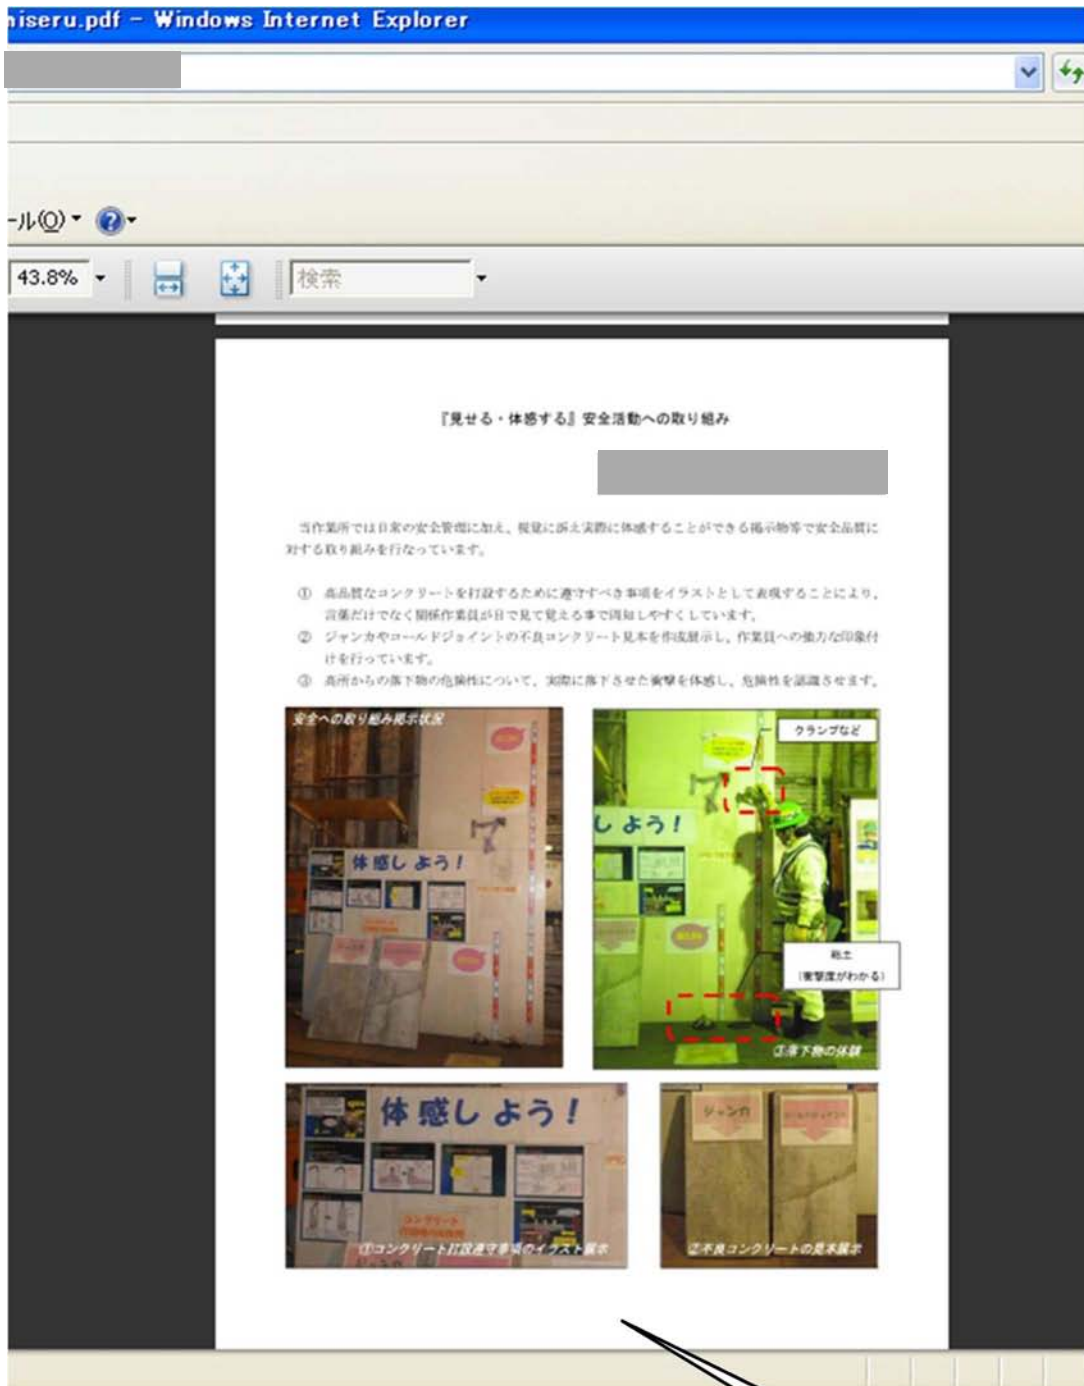 iseru.pdf - Windows Internet Explorer
ール(O)
43.8%
検索
『見せる・体感する』安全活動への取り組み
当作業所では日常の安全管理に加え、視覚に訴え実際に体感することができる掲示物等で安全品質に
対する取り組みを行なっています。
① 高品質なコンクリートを打設するために遵守すべき事項をイラストとして表現することにより、
言葉だけでなく関係作業員が目で見て覚える事で周知しやすくしています。
② ジャンカやコールドジョイントの不良コンクリート見本を作成展示し、作業員への強力な印象付
けを行っています。
③ 高所からの落下物の危険性について、実際に落下させた衝撃を体感し、危険性を認識させます。
安全への取り組み掲示状況
体感しよう!
ジャンカ
クランプなど
しよう!
粘土
(衝撃度がわかる)
③落下物の体験
体感しよう!
コンクリート
①コンクリート打設遵守事項のイラスト展示
ジャンカ
②不良コンクリートの見本展示